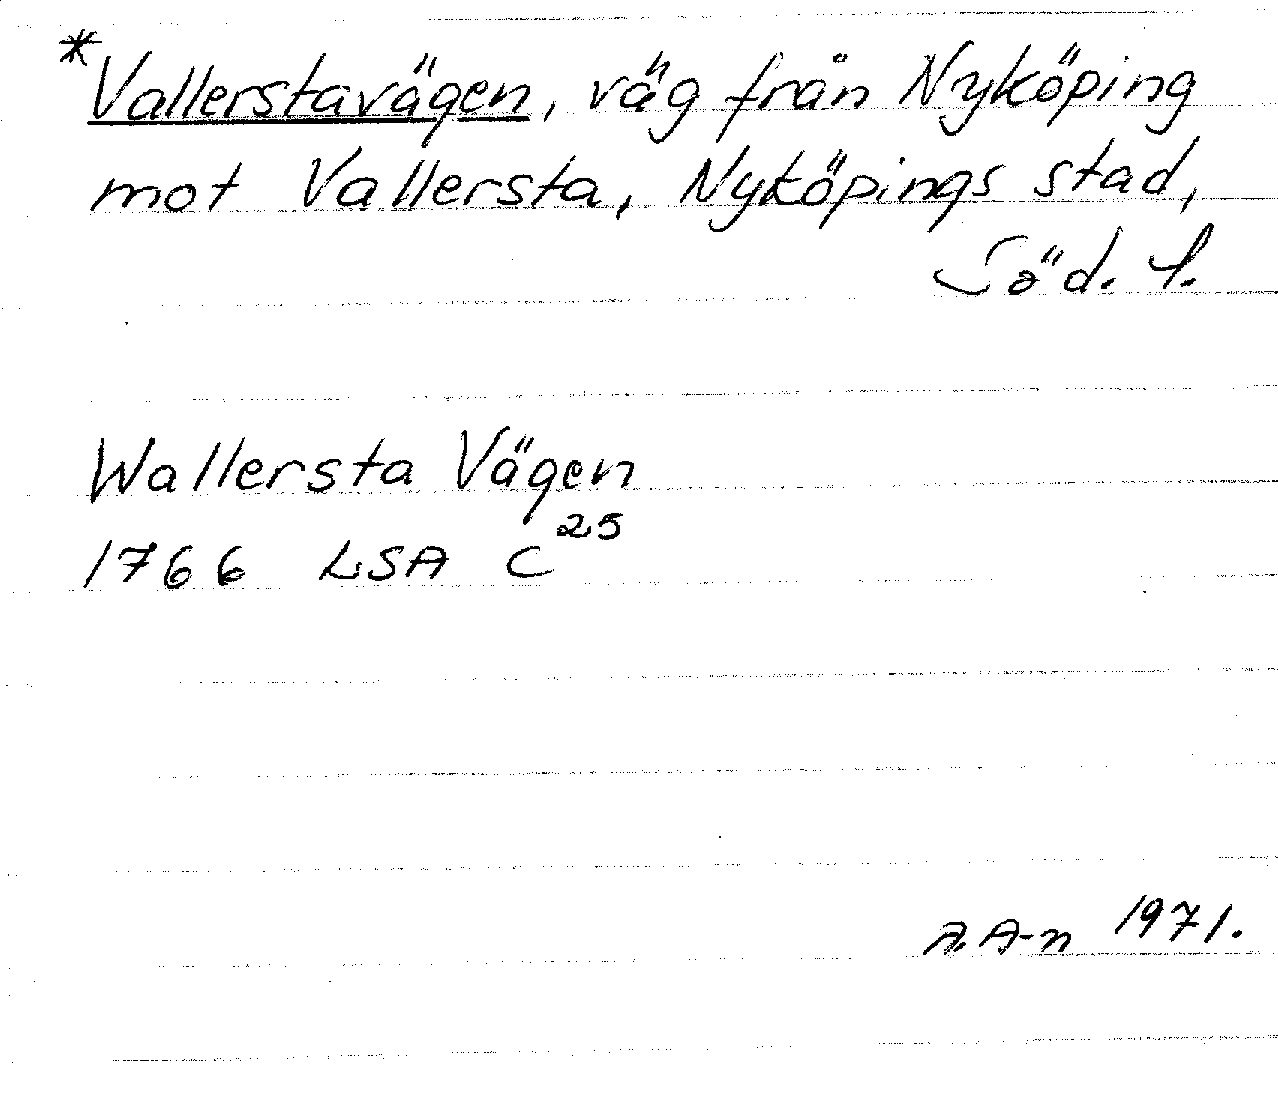 *Vallerstavägen, väg från Nyköping
mot Vallersta, Nyköpings stad,
Söd. l.
Wallersta Vägen
1766 LSA C²⁵
A. A-n 1971.